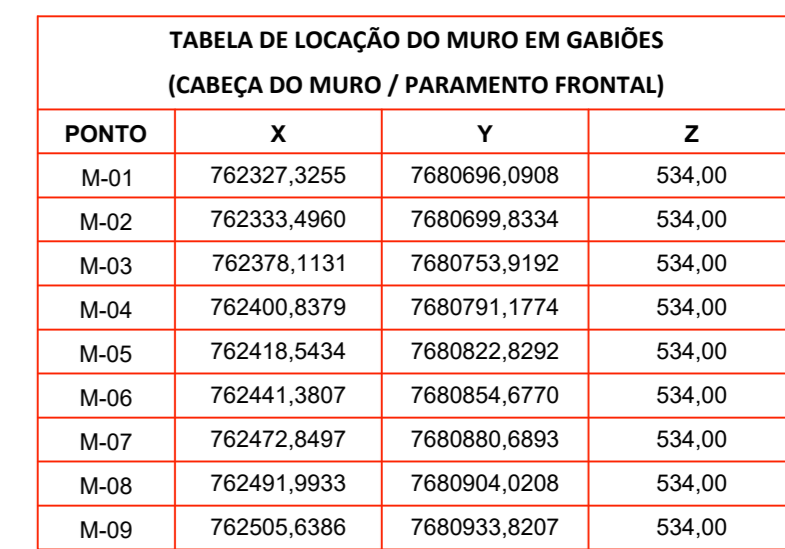 TABELA DE LOCAÇÃO DO MURO EM GABIÕES
(CABEÇA DO MURO / PARAMENTO FRONTAL)
PONTO X Y Z
M-01 762327,3255 7680696,0908 534,00
M-02 762333,4960 7680699,8334 534,00
M-03 762378,1131 7680753,9192 534,00
M-04 762400,8379 7680791,1774 534,00
M-05 762418,5434 7680822,8292 534,00
M-06 762441,3807 7680854,6770 534,00
M-07 762472,8497 7680880,6893 534,00
M-08 762491,9933 7680904,0208 534,00
M-09 762505,6386 7680933,8207 534,00